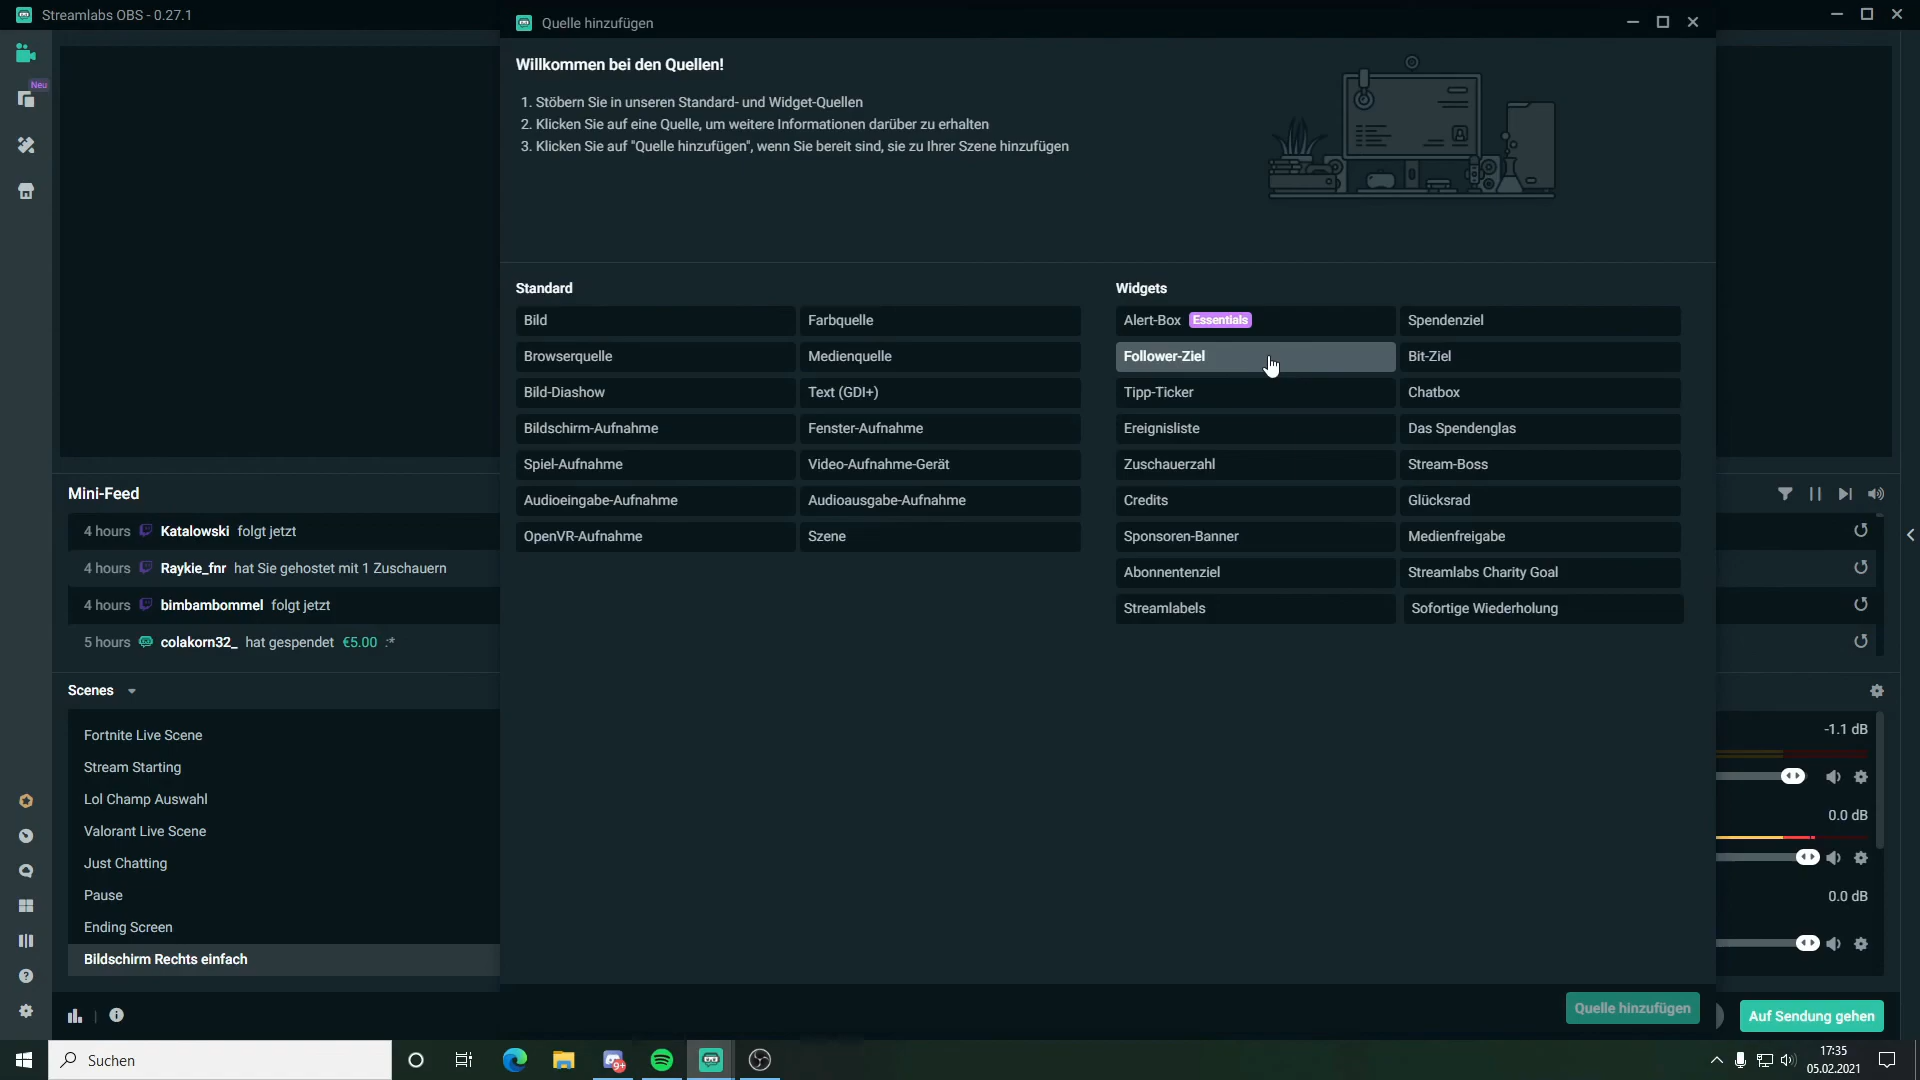 Streamlabs OBS - 0.27.1
Quelle hinzufügen
Neu
Willkommen bei den Quellen!
1. Stöbern Sie in unseren Standard- und Widget-Quellen
2. Klicken Sie auf eine Quelle, um weitere Informationen darüber zu erhalten
3. Klicken Sie auf "Quelle hinzufügen", wenn Sie bereit sind, sie zu Ihrer Szene hinzufügen
Standard
Bild
Farbquelle
Browserquelle
Medienquelle
Bild-Diashow
Text (GDI+)
Bildschirm-Aufnahme
Fenster-Aufnahme
Spiel-Aufnahme
Video-Aufnahme-Gerät
Audioeingabe-Aufnahme
Audioausgabe-Aufnahme
OpenVR-Aufnahme
Szene
Widgets
Alert-Box Essentials
Spendenziel
Follower-Ziel
Bit-Ziel
Tipp-Ticker
Chatbox
Ereignisliste
Das Spendenglas
Zuschauerzahl
Stream-Boss
Credits
Glücksrad
Sponsoren-Banner
Medienfreigabe
Abonnentenziel
Streamlabs Charity Goal
Streamlabels
Sofortige Wiederholung
Mini-Feed
4 hours Katalowski folgt jetzt
4 hours Raykie_fnr hat Sie gehostet mit 1 Zuschauern
4 hours bimbambommel folgt jetzt
5 hours colakorn32_ hat gespendet €5.00 :*
Scenes
Fortnite Live Scene
Stream Starting
Lol Champ Auswahl
Valorant Live Scene
Just Chatting
Pause
Ending Screen
Bildschirm Rechts einfach
-1.1 dB
0.0 dB
0.0 dB
Quelle hinzufügen
Auf Sendung gehen
Suchen
9+
17:35
05.02.2021